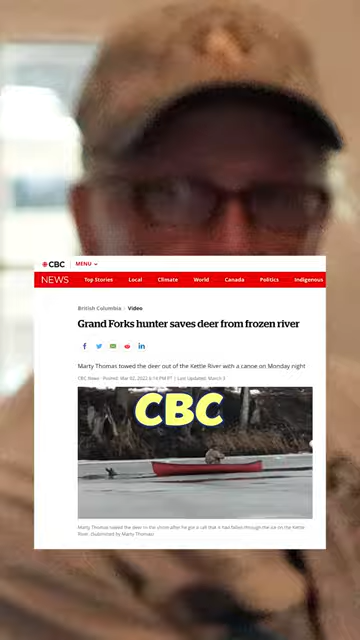 CBC MENU
NEWS Top Stories Local Climate World Canada Politics Indigenous
British Columbia · Video
Grand Forks hunter saves deer from frozen river
Marty Thomas towed the deer out of the Kettle River with a canoe on Monday night
CBC News · Posted: Mar 02, 2022 6:14 PM PT | Last Updated: March 3
CBC
Marty Thomas towed the deer to the shore after he got a call that it had fallen through the ice on the Kettle
River. (Submitted by Marty Thomas)